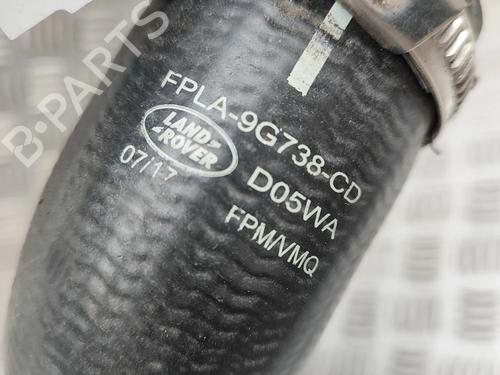 FPLA-9G738-CD
LAND
ROVER
D05WA
07/17
FPM/VMQ
B-PARTS